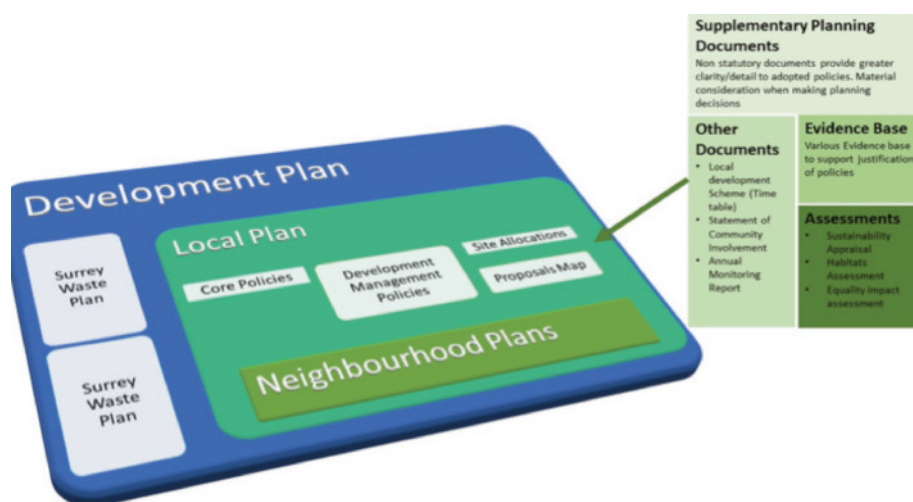 Supplementary Planning
Documents
Non statutory documents provide greater
clarity/detail to adopted policies. Material
consideration when making planning
decisions
Other
Documents
• Local
development
Scheme (Time
table)
• Statement of
Community
Involvement
• Annual
Monitoring
Report
Evidence Base
Various Evidence base
to support justification
of policies
Assessments
• Sustainability
Appraisal
• Habitats
Assessment
• Equality Impact
assessment
Development Plan
Surrey
Waste
Plan
Surrey
Waste
Plan
Local Plan
Core Policies
Development
Management
Policies
Site Allocations
Proposals Map
Neighbourhood Plans